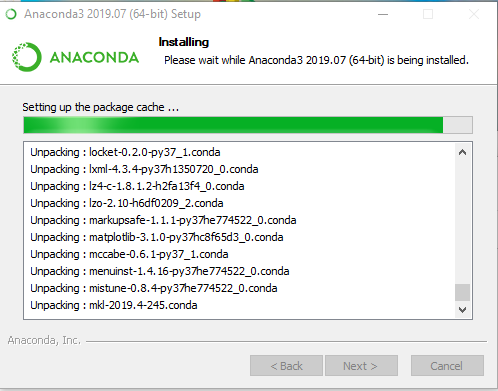 Anaconda3 2019.07 (64-bit) Setup
ANACONDA
Installing
Please wait while Anaconda3 2019.07 (64-bit) is being installed.
Setting up the package cache ...
Unpacking : locket-0.2.0-py37_1.conda
Unpacking : lxml-4.3.4-py37h1350720_0.conda
Unpacking : lz4-c-1.8.1.2-h2fa13f4_0.conda
Unpacking : lzo-2.10-h6df0209_2.conda
Unpacking : markupsafe-1.1.1-py37he774522_0.conda
Unpacking : matplotlib-3.1.0-py37hc8f65d3_0.conda
Unpacking : mccabe-0.6.1-py37_1.conda
Unpacking : menuinst-1.4.16-py37he774522_0.conda
Unpacking : mistune-0.8.4-py37he774522_0.conda
Unpacking : mkl-2019.4-245.conda
Anaconda, Inc.
< Back
Next >
Cancel